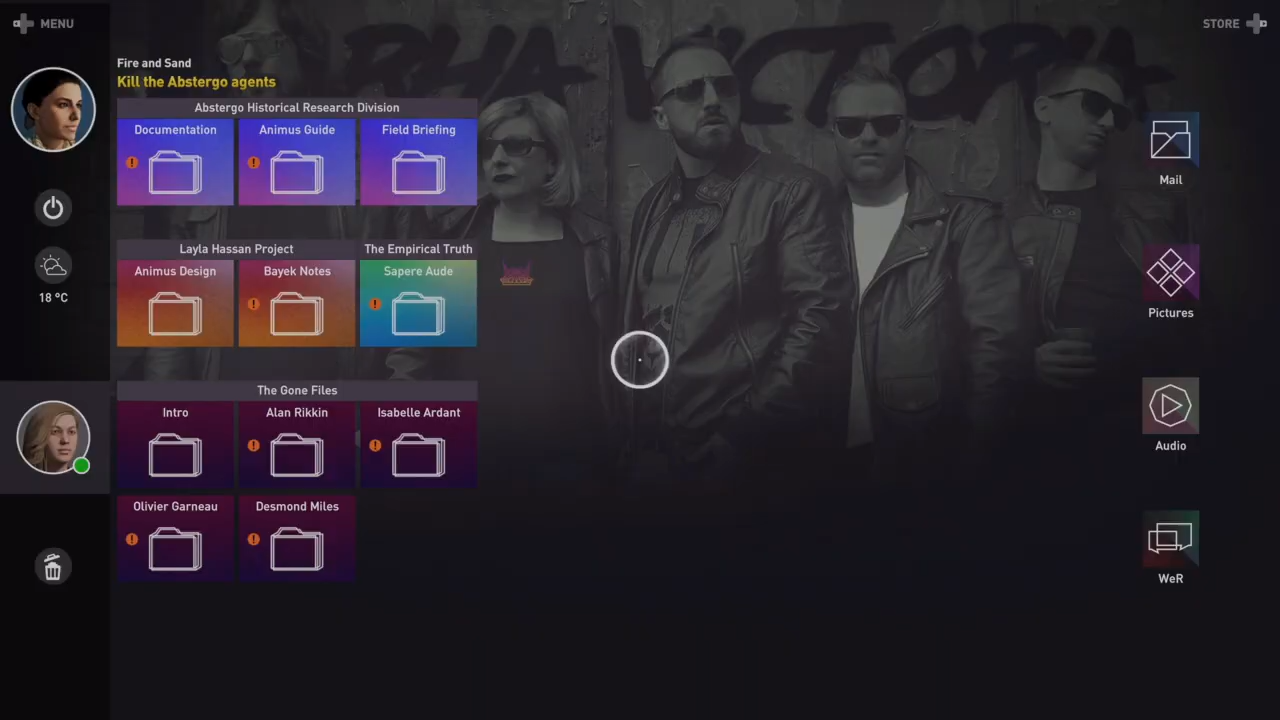 MENU
STORE
Fire and Sand
Kill the Abstergo agents
Abstergo Historical Research Division
Documentation
Animus Guide
Field Briefing
Layla Hassan Project
The Empirical Truth
Animus Design
Bayek Notes
Sapere Aude
The Gone Files
Intro
Alan Rikkin
Isabelle Ardant
Olivier Garneau
Desmond Miles
18 °C
Mail
Pictures
Audio
WeR